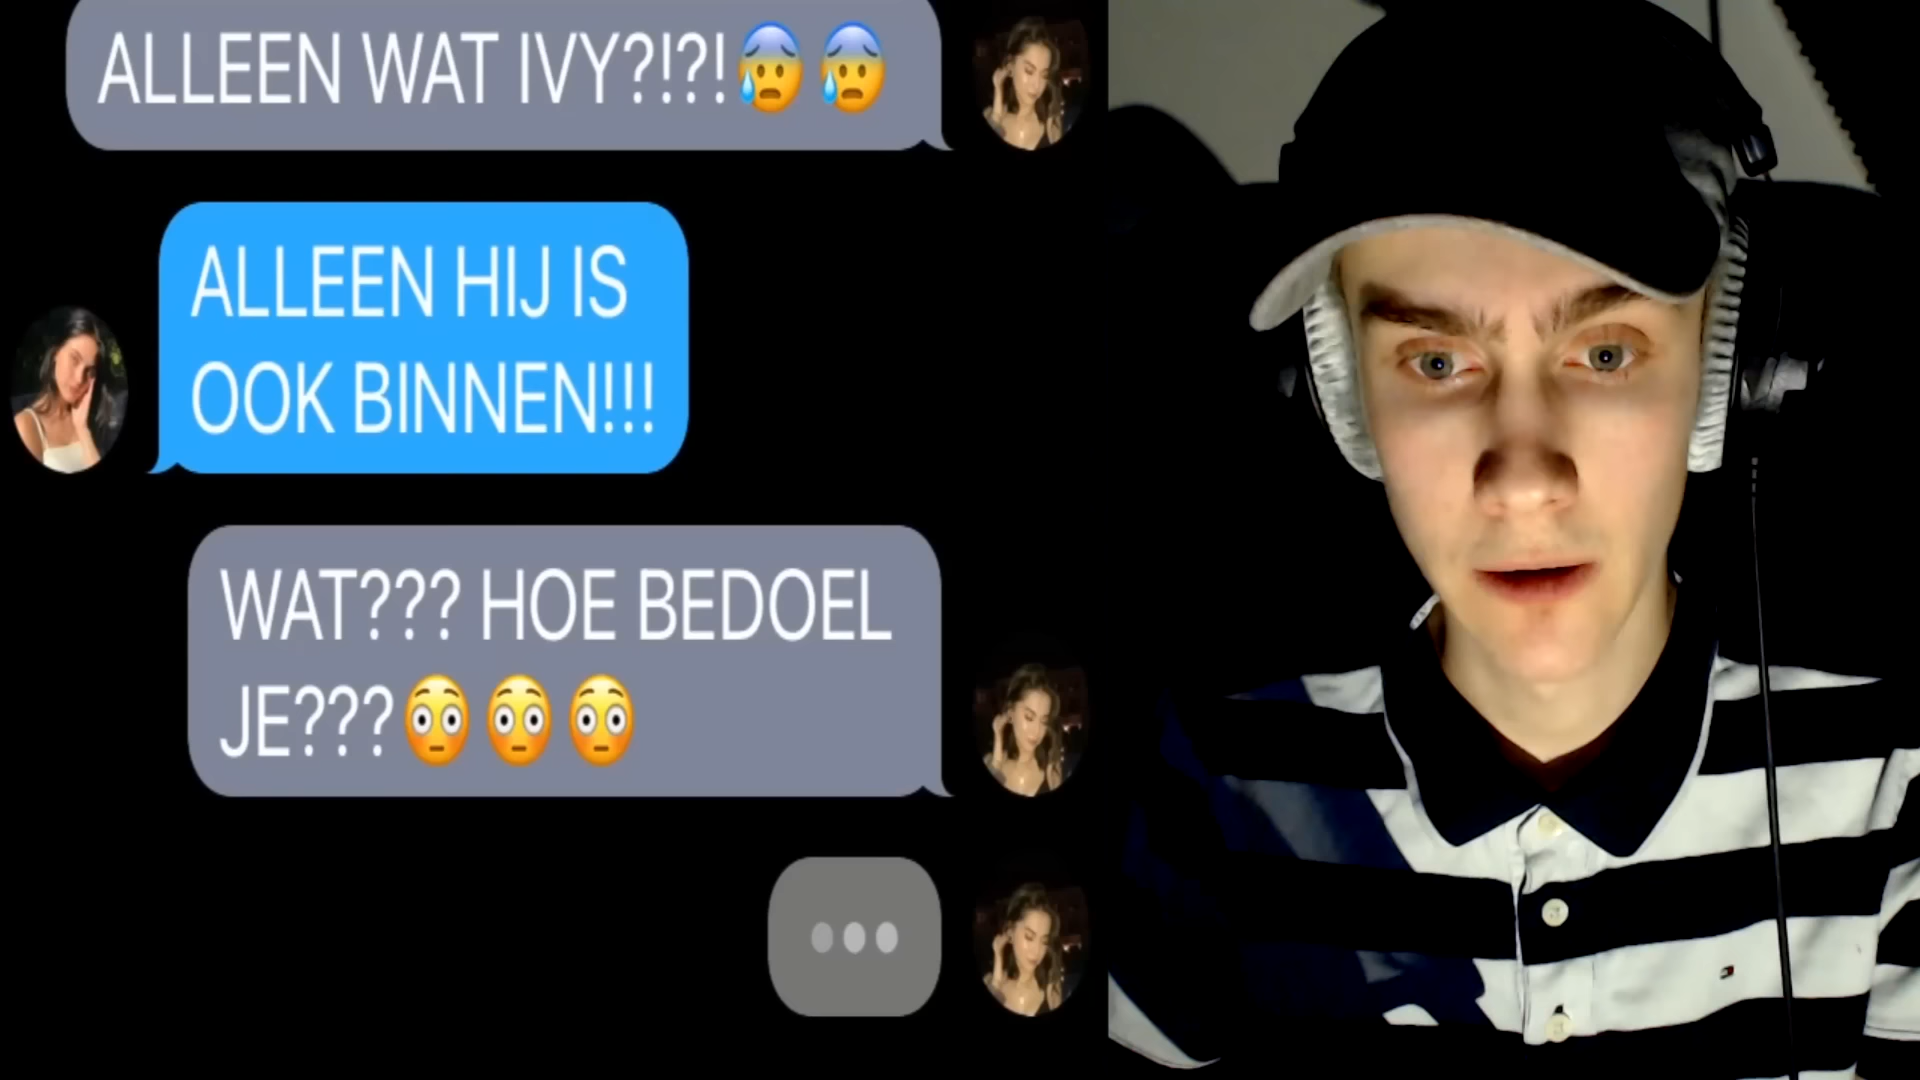 ALLEEN WAT IVY?!?!😰😰
ALLEEN HIJ IS
OOK BINNEN!!!
WAT??? HOE BEDOEL
JE???😳😳😳